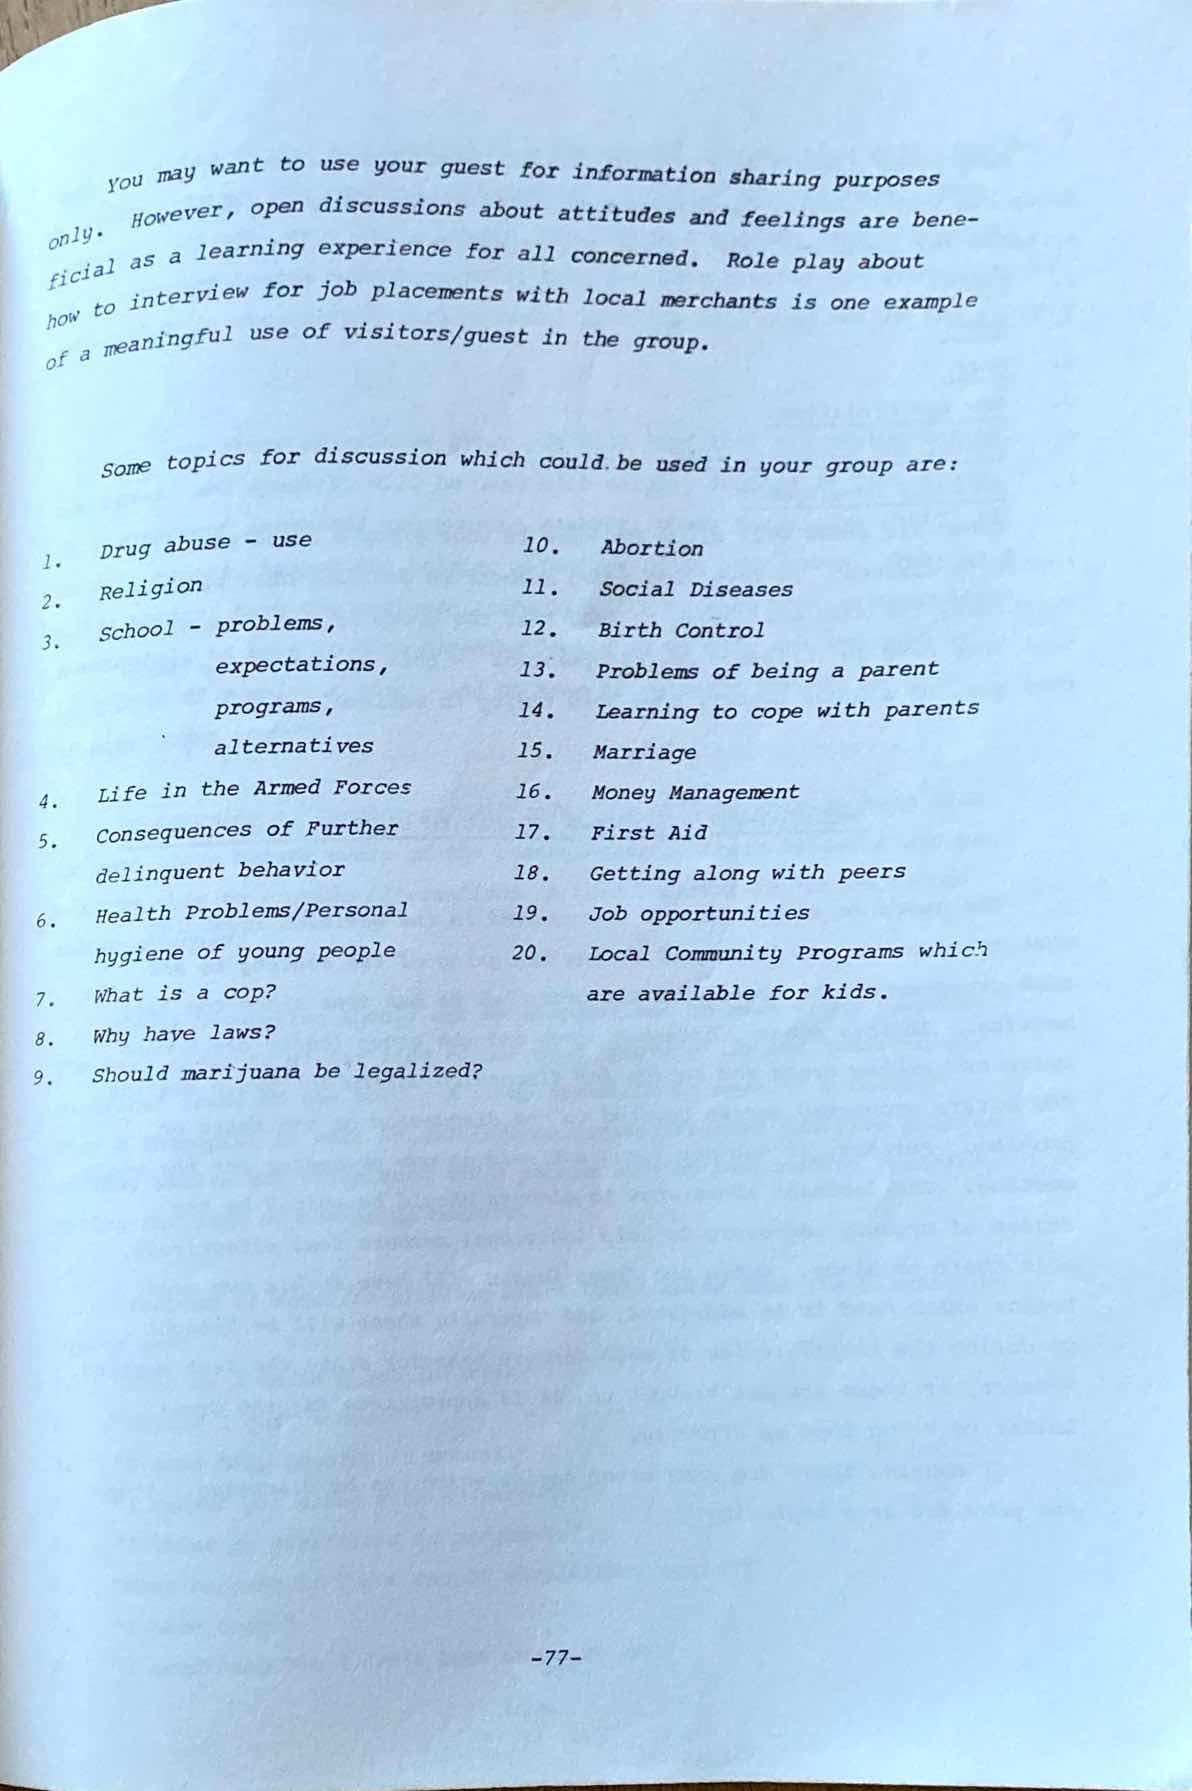 You may want to use your guest for information sharing purposes
only. However, open discussions about attitudes and feelings are bene-
ficial as a learning experience for all concerned. Role play about
how to interview for job placements with local merchants is one example
of a meaningful use of visitors/guest in the group.
Some topics for discussion which could be used in your group are:
1. Drug abuse - use
2. Religion
3. School - problems,
expectations,
programs,
alternatives
4. Life in the Armed Forces
5. Consequences of Further
delinquent behavior
6. Health Problems/Personal
hygiene of young people
7. What is a cop?
8. Why have laws?
9. Should marijuana be legalized?
10. Abortion
11. Social Diseases
12. Birth Control
13. Problems of being a parent
14. Learning to cope with parents
15. Marriage
16. Money Management
17. First Aid
18. Getting along with peers
19. Job opportunities
20. Local Community Programs which
are available for kids.
-77-